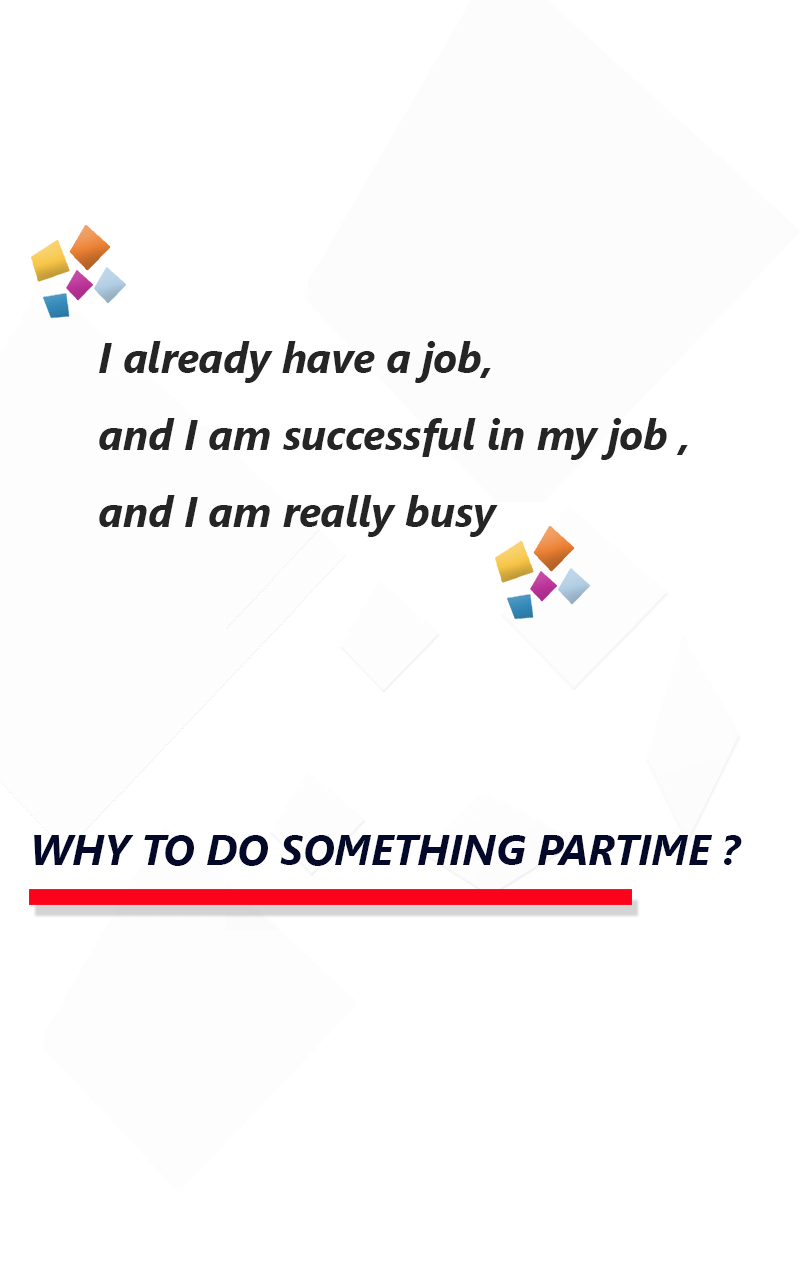 I already have a job,
and I am successful in my job ,
and I am really busy
WHY TO DO SOMETHING PARTIME ?